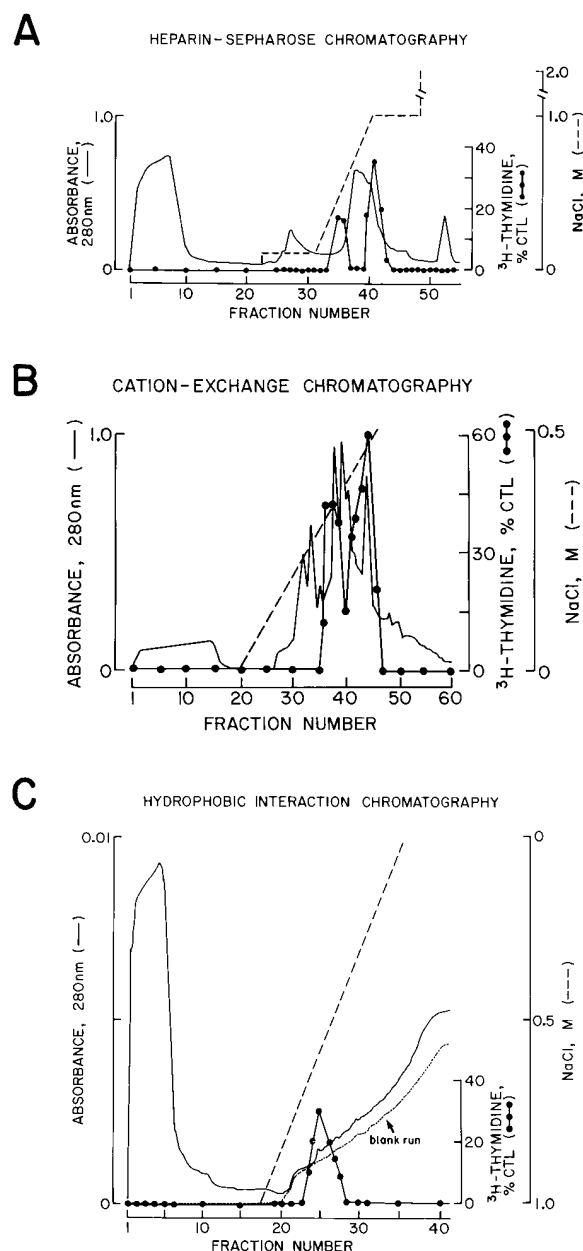 A
HEPARIN-SEPHAROSE CHROMATOGRAPHY
ABSORBANCE, 280nm (—)
1.0
0
40
20
10
0
³H-THYMIDINE, % CTL (●-●-●)
2.0
1.0
0
NaCl, M (---)
1 10 20 30 40 50
FRACTION NUMBER
B
CATION-EXCHANGE CHROMATOGRAPHY
ABSORBANCE, 280nm (—)
1.0
0
60
30
0
³H-THYMIDINE, % CTL (●-●-●)
0.5
0
NaCl, M (---)
1 10 20 30 40 50 60
FRACTION NUMBER
C
HYDROPHOBIC INTERACTION CHROMATOGRAPHY
ABSORBANCE, 280nm (—)
0.01
0
blank run
40
20
0
³H-THYMIDINE, % CTL (●-●-●)
0
0.5
1.0
NaCl, M (---)
1 10 20 30 40
FRACTION NUMBER